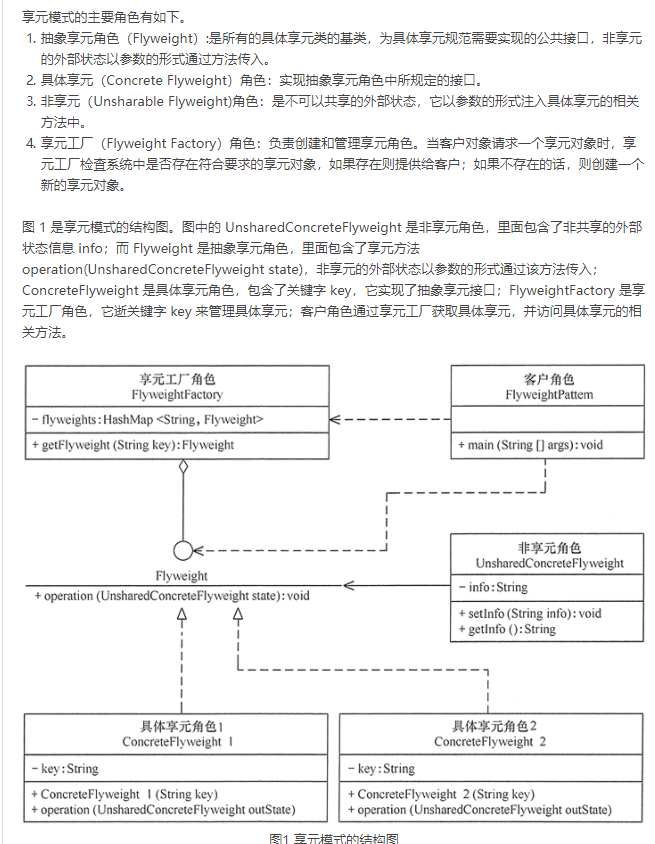 享元模式的主要角色有如下。
1. 抽象享元角色（Flyweight）:是所有的具体享元类的基类，为具体享元规范需要实现的公共接口，非享元
的外部状态以参数的形式通过方法传入。
2. 具体享元（Concrete Flyweight）角色：实现抽象享元角色中所规定的接口。
3. 非享元（Unsharable Flyweight)角色：是不可以共享的外部状态，它以参数的形式注入具体享元的相关
方法中。
4. 享元工厂（Flyweight Factory）角色：负责创建和管理享元角色。当客户对象请求一个享元对象时，享
元工厂检查系统中是否存在符合要求的享元对象，如果存在则提供给客户；如果不存在的话，则创建一个
新的享元对象。
图 1 是享元模式的结构图。图中的 UnsharedConcreteFlyweight 是非享元角色，里面包含了非共享的外部
状态信息 info；而 Flyweight 是抽象享元角色，里面包含了享元方法
operation(UnsharedConcreteFlyweight state)，非享元的外部状态以参数的形式通过该方法传入；
ConcreteFlyweight 是具体享元角色，包含了关键字 key，它实现了抽象享元接口；FlyweightFactory 是享
元工厂角色，它逝关键字 key 来管理具体享元；客户角色通过享元工厂获取具体享元，并访问具体享元的相
关方法。
享元工厂角色
FlyweightFactory
- flyweights:HashMap <String, Flyweight>
+ getFlyweight (String key):Flyweight
客户角色
FlyweightPattem
+ main (String [] args): void
Flyweight
+ operation (UnsharedConcreteFlyweight state): void
非享元角色
UnsharedConcreteFlyweight
- info: String
+ setInfo (String info): void
+ getInfo (): String
具体享元角色1
ConcreteFlyweight 1
- key: String
+ ConcreteFlyweight 1 (String key)
+ operation (UnsharedConcreteFlyweight outState)
具体享元角色2
ConcreteFlyweight 2
- key: String
+ ConcreteFlyweight 2 (String key)
+ operation (UnsharedConcreteFlyweight outState)
图1 享元模式的结构图